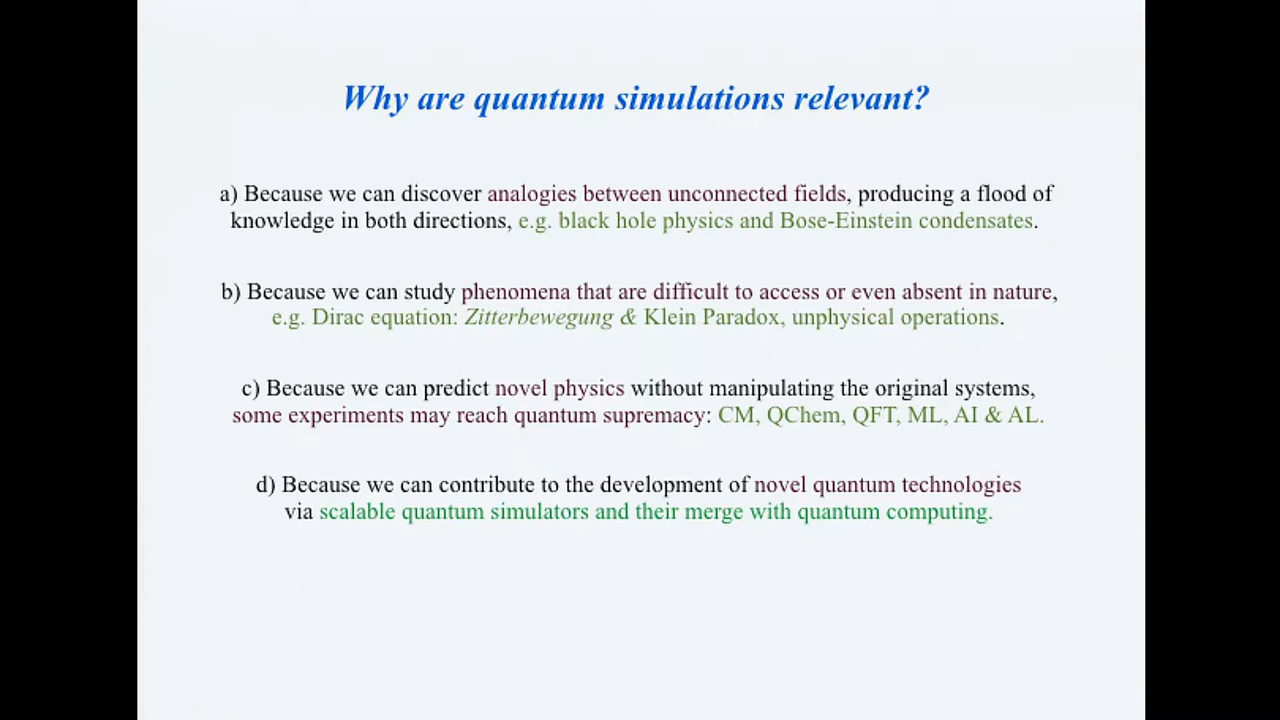 Why are quantum simulations relevant?
a) Because we can discover analogies between unconnected fields, producing a flood of
knowledge in both directions, e.g. black hole physics and Bose-Einstein condensates.
b) Because we can study phenomena that are difficult to access or even absent in nature,
e.g. Dirac equation: Zitterbewegung & Klein Paradox, unphysical operations.
c) Because we can predict novel physics without manipulating the original systems,
some experiments may reach quantum supremacy: CM, QChem, QFT, ML, AI & AL.
d) Because we can contribute to the development of novel quantum technologies
via scalable quantum simulators and their merge with quantum computing.